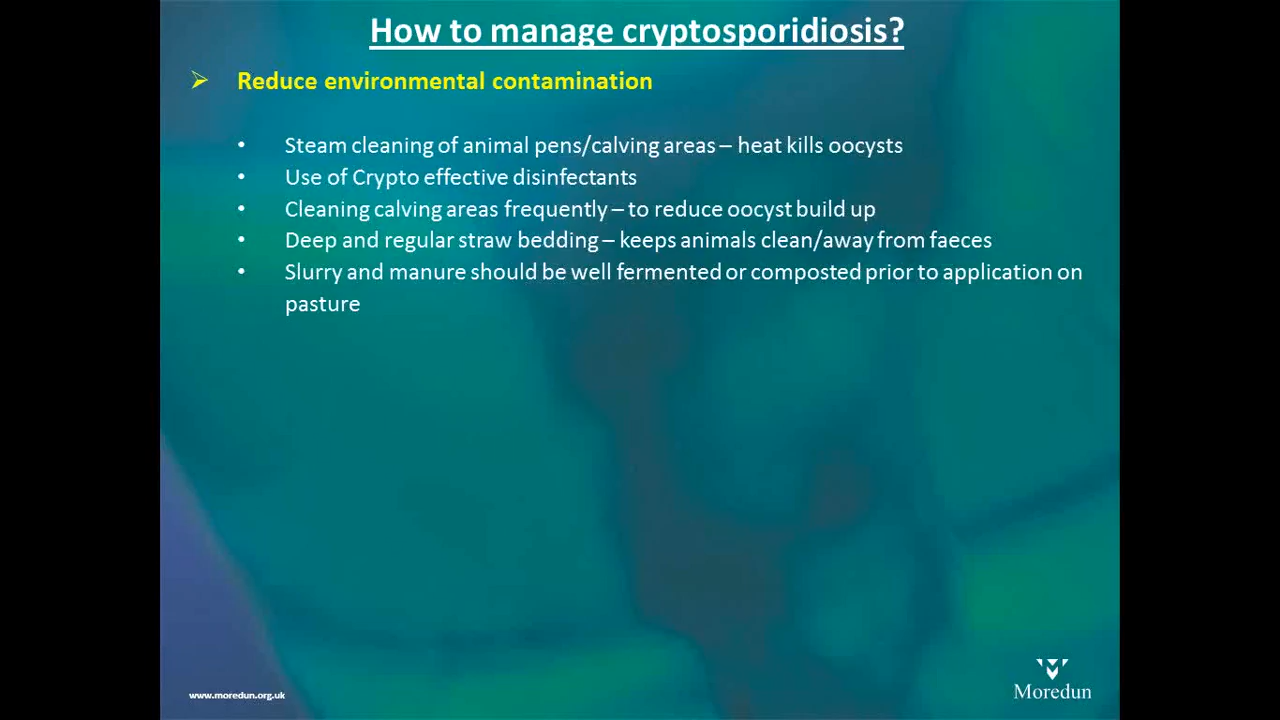 How to manage cryptosporidiosis?
➢ Reduce environmental contamination
• Steam cleaning of animal pens/calving areas – heat kills oocysts
• Use of Crypto effective disinfectants
• Cleaning calving areas frequently – to reduce oocyst build up
• Deep and regular straw bedding – keeps animals clean/away from faeces
• Slurry and manure should be well fermented or composted prior to application on
pasture
www.moredun.org.uk
Moredun